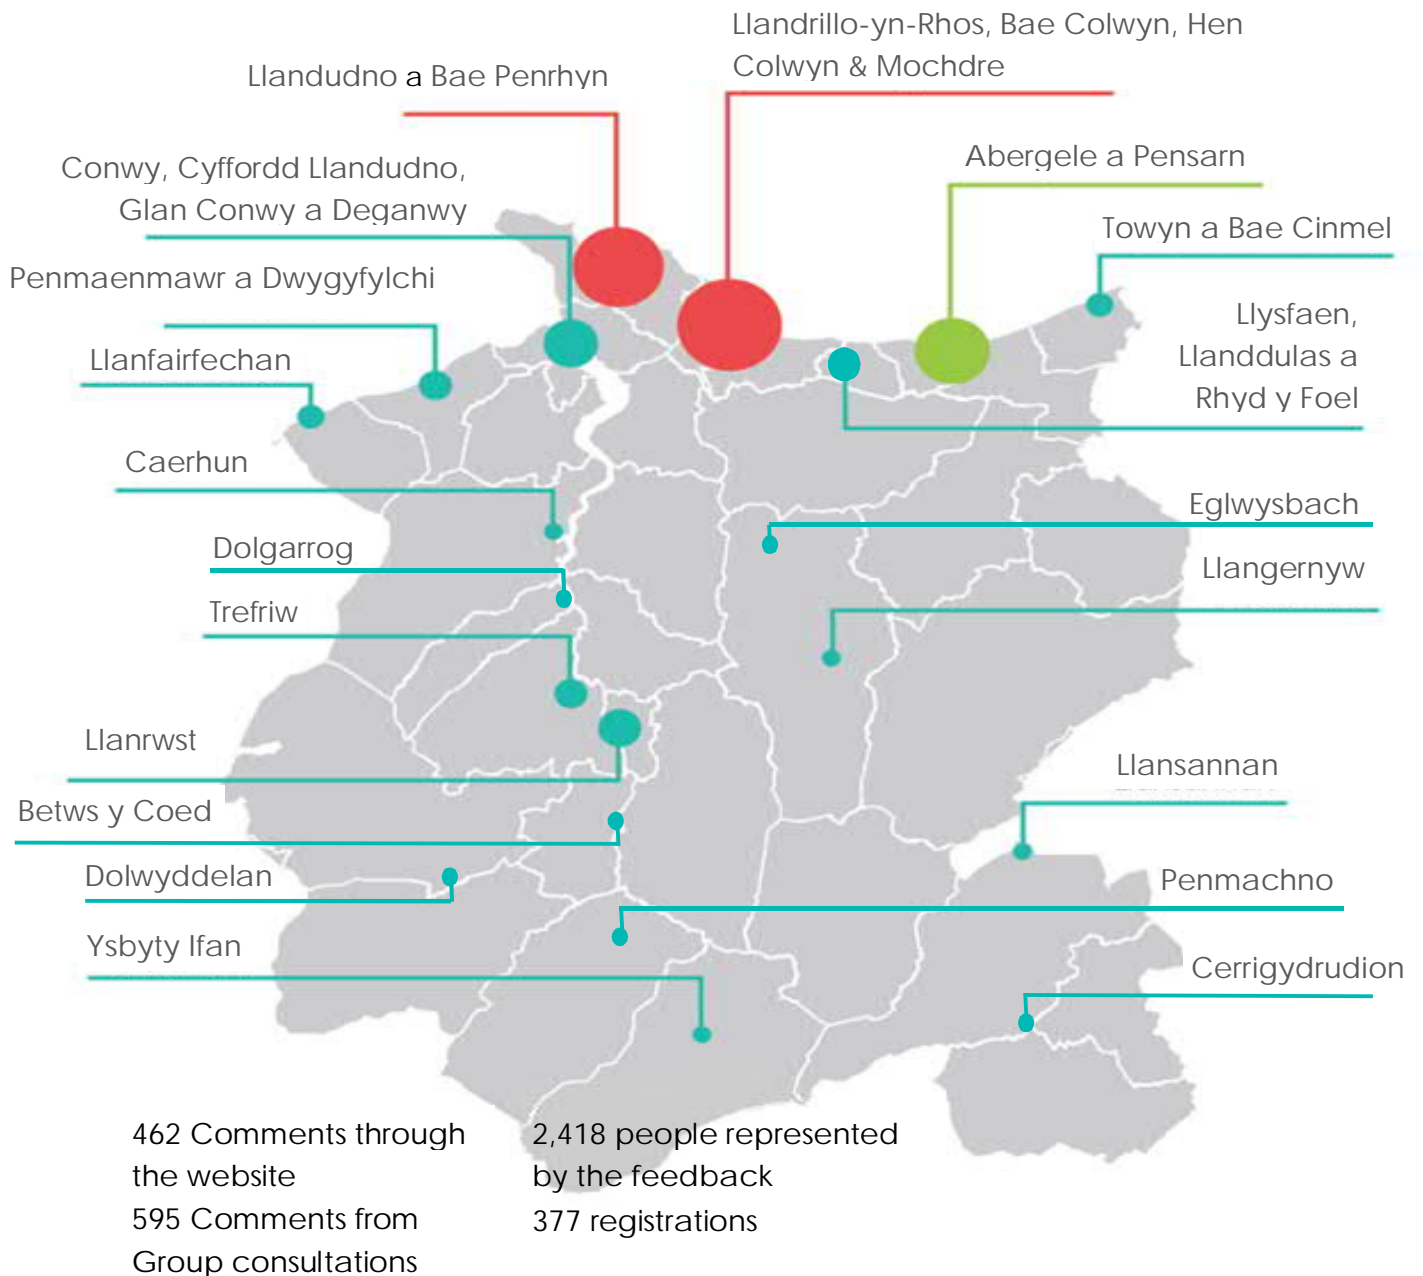 Llandrillo-yn-Rhos, Bae Colwyn, Hen
Colwyn & Mochdre
Llandudno a Bae Penrhyn
Conwy, Cyffordd Llandudno,
Glan Conwy a Deganwy
Abergele a Pensarn
Towyn a Bae Cinmel
Penmaenmawr a Dwygyfylchi
Llysfaen,
Llanddulas a
Rhyd y Foel
Llanfairfechan
Caerhun
Eglwysbach
Dolgarrog
Llangernyw
Trefriw
Llanrwst
Llansannan
Betws y Coed
Dolwyddelan
Penmachno
Ysbyty Ifan
Cerrigydrudion
462 Comments through
the website
595 Comments from
Group consultations
2,418 people represented
by the feedback
377 registrations